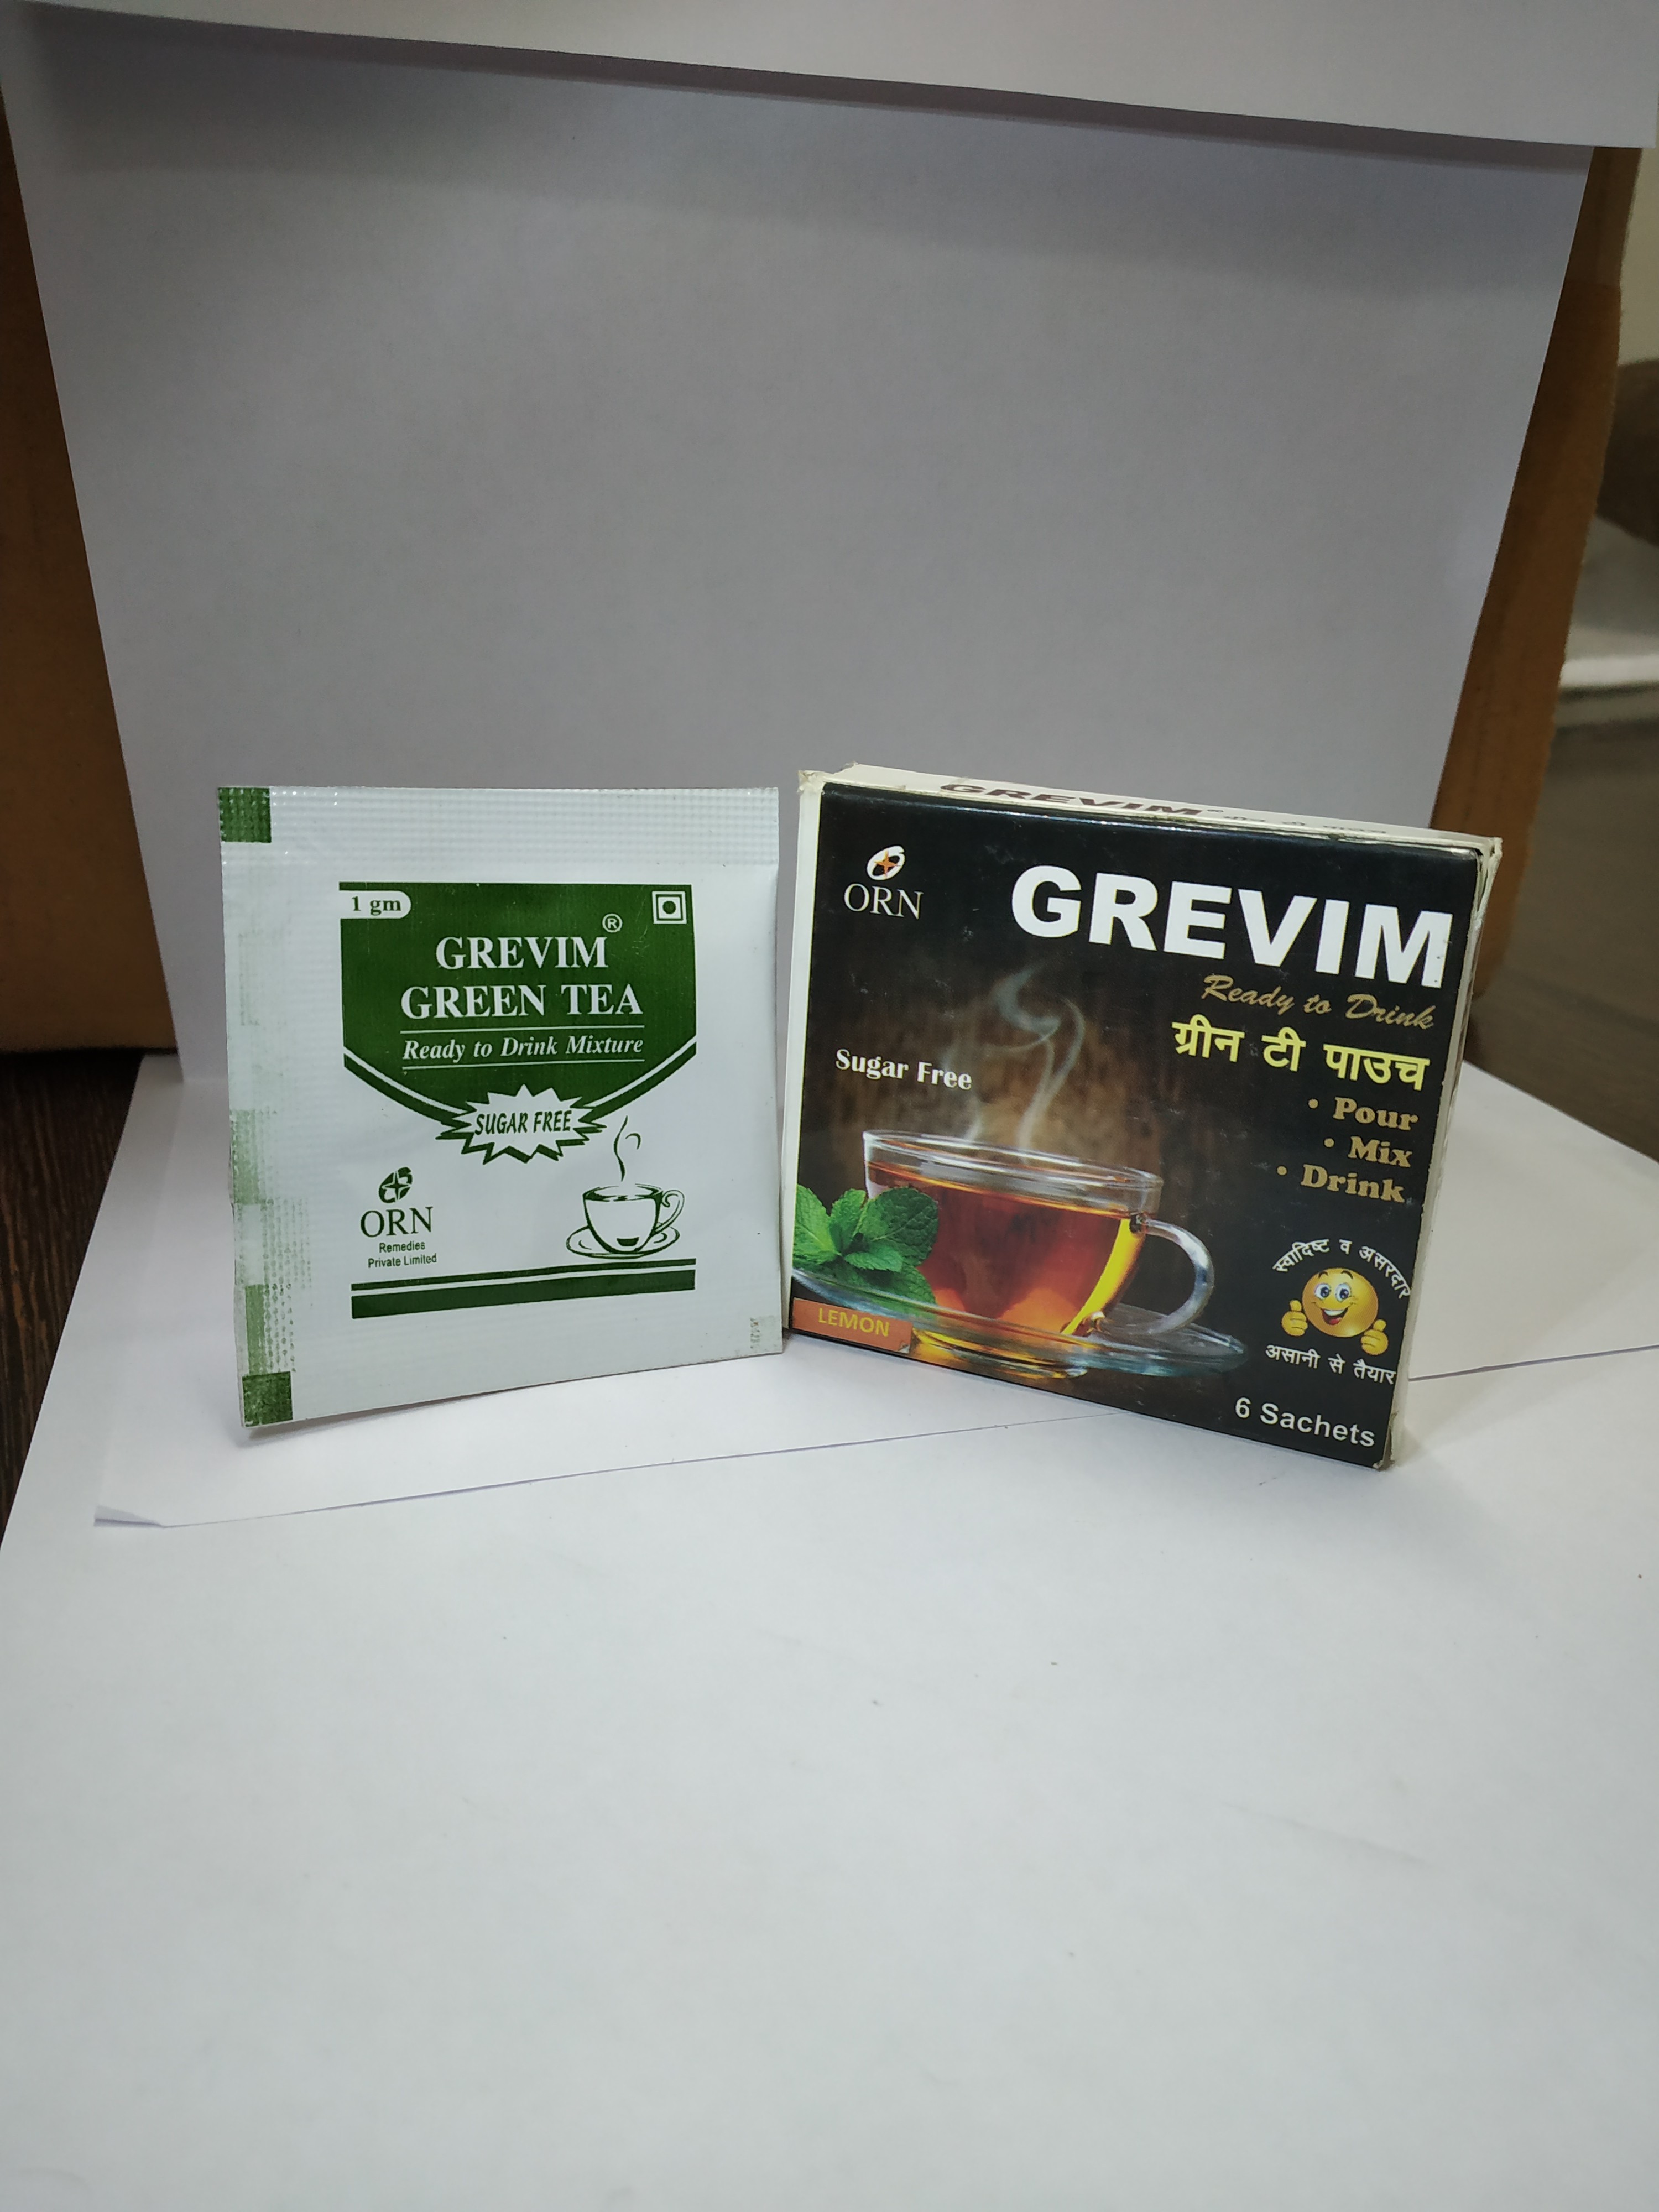 1 gm
GREVIM®
GREEN TEA
Ready to Drink Mixture
SUGAR FREE
ORN
Remedies
Private Limited
GREVIM
ORN
GREVIM
Ready to Drink
ग्रीन टी पाउच
Sugar Free
• Pour
• Mix
• Drink
स्वादिष्ट व असरदार
असानी से तैयार
LEMON
6 Sachets